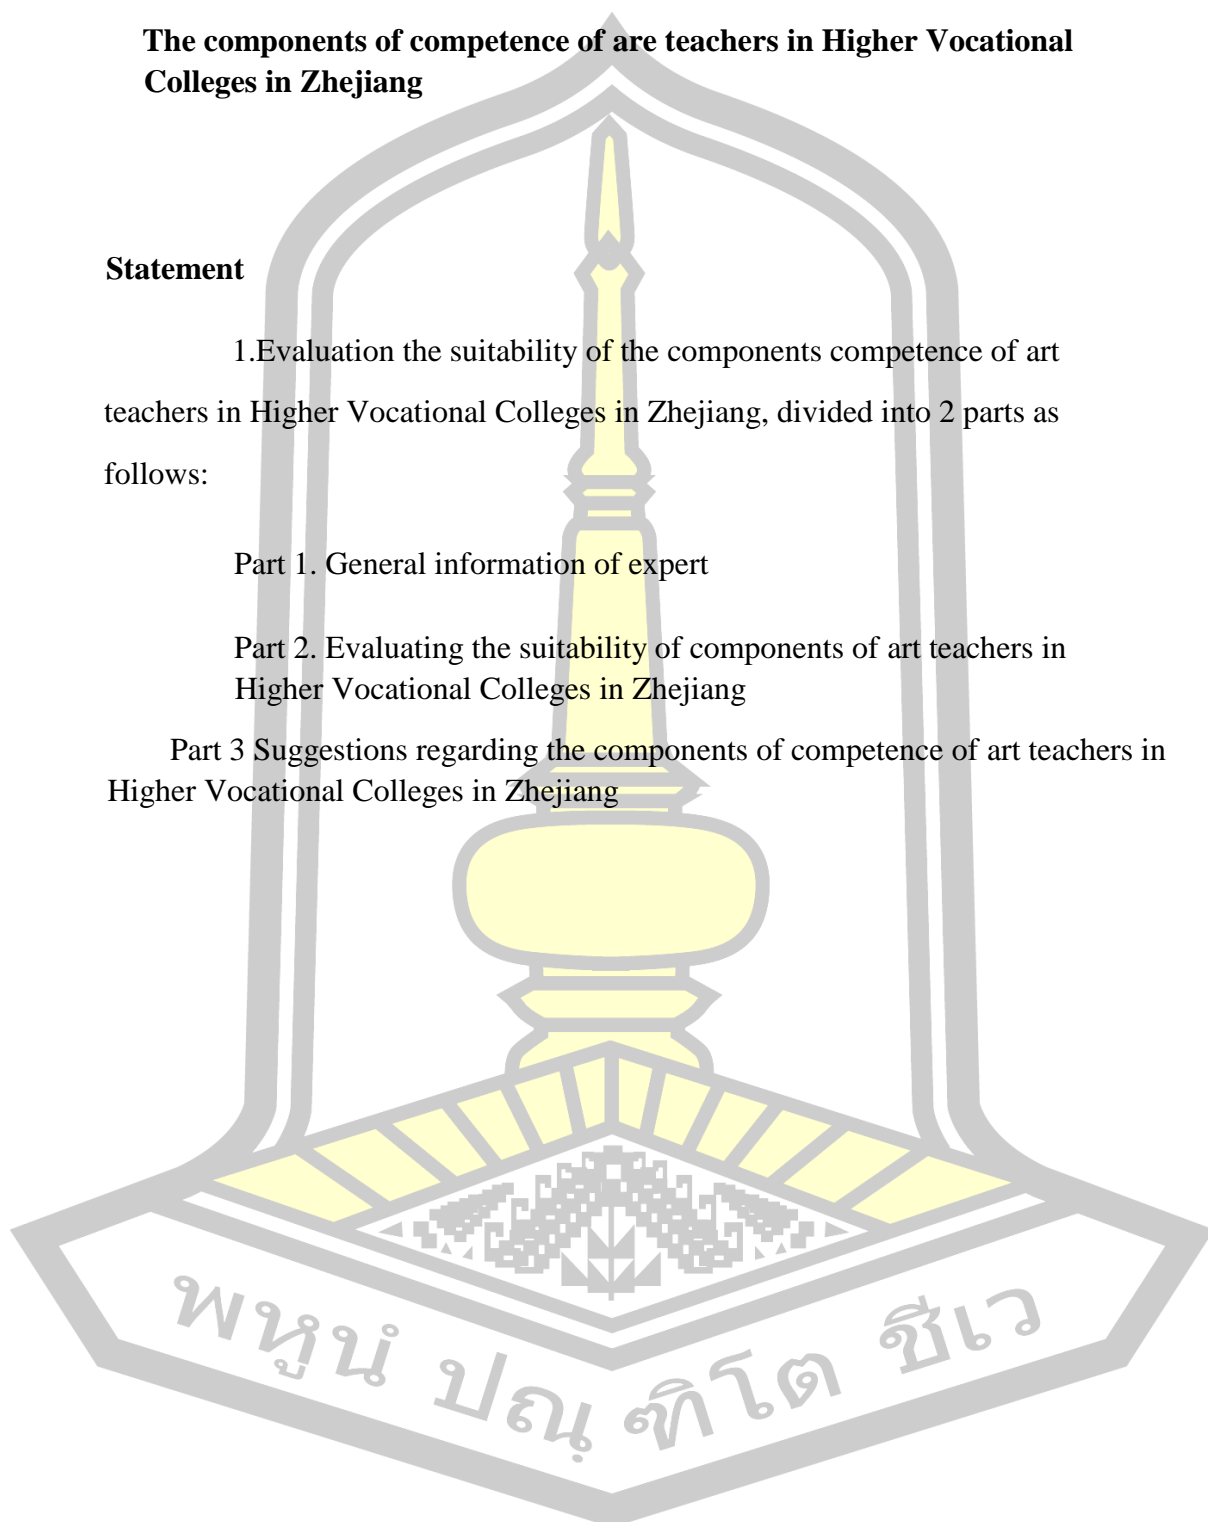 The components of competence of are teachers in Higher Vocational
Colleges in Zhejiang
Statement
1.Evaluation the suitability of the components competence of art
teachers in Higher Vocational Colleges in Zhejiang, divided into 2 parts as
follows:
Part 1. General information of expert
Part 2. Evaluating the suitability of components of art teachers in
Higher Vocational Colleges in Zhejiang
Part 3 Suggestions regarding the components of competence of art teachers in
Higher Vocational Colleges in Zhejiang
พหูนํ ปณฺฑิโต ชีเว